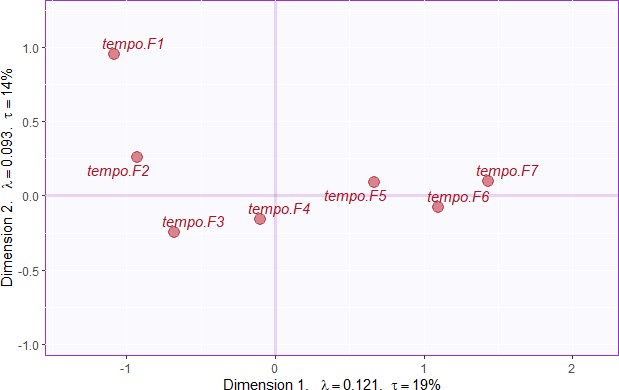 1.0
0.5
0.0
-0.5
-1.0
Dimension 2.  λ = 0.093.  τ = 14%
tempo.F1
tempo.F2
tempo.F3
tempo.F4
tempo.F5
tempo.F6
tempo.F7
-1 0 1 2
Dimension 1.  λ = 0.121.  τ = 19%